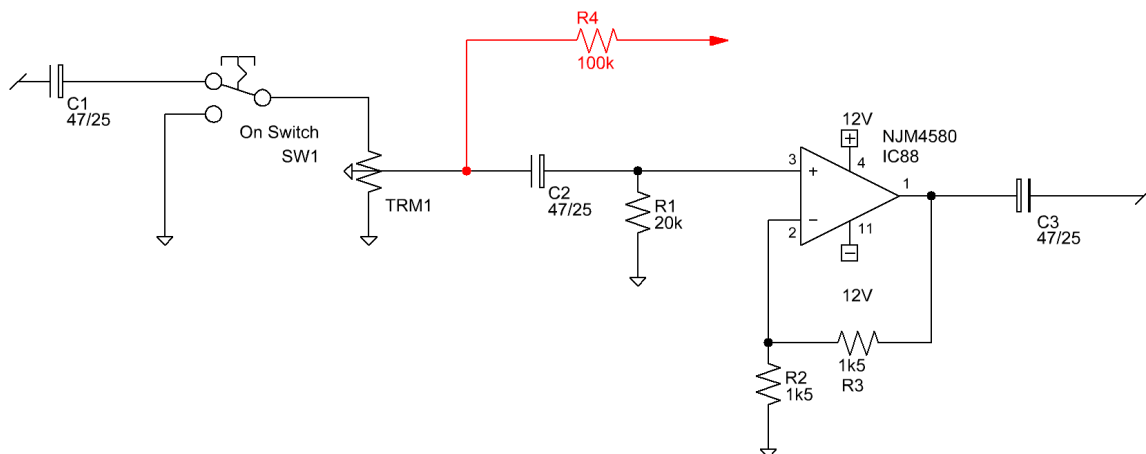 R4
100k
C1
47/25
On Switch
SW1
TRM1
C2
47/25
R1
20k
12V
+
4
NJM4580
IC88
3
+
1
2
−
11
−
12V
C3
47/25
1k5
R3
R2
1k5